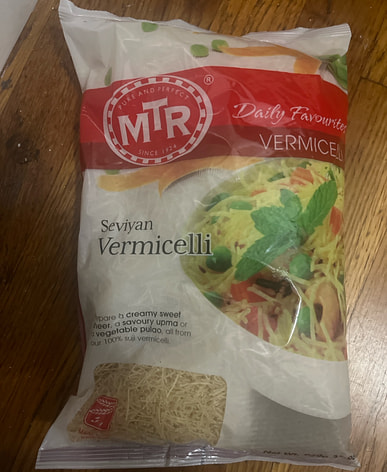 PURE AND PERFECT
MTR
®
SINCE 1924
Daily Favourites
VERMICELLI
Seviyan
Vermicelli
a creamy sweet
a savoury upma or
vegetable pulao, all from
our 100% suji vermicelli.